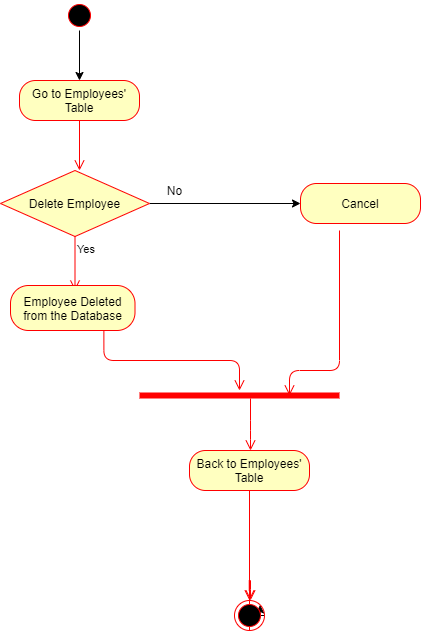 Go to Employees'
Table
Delete Employee
No
Cancel
Yes
Employee Deleted
from the Database
Back to Employees'
Table